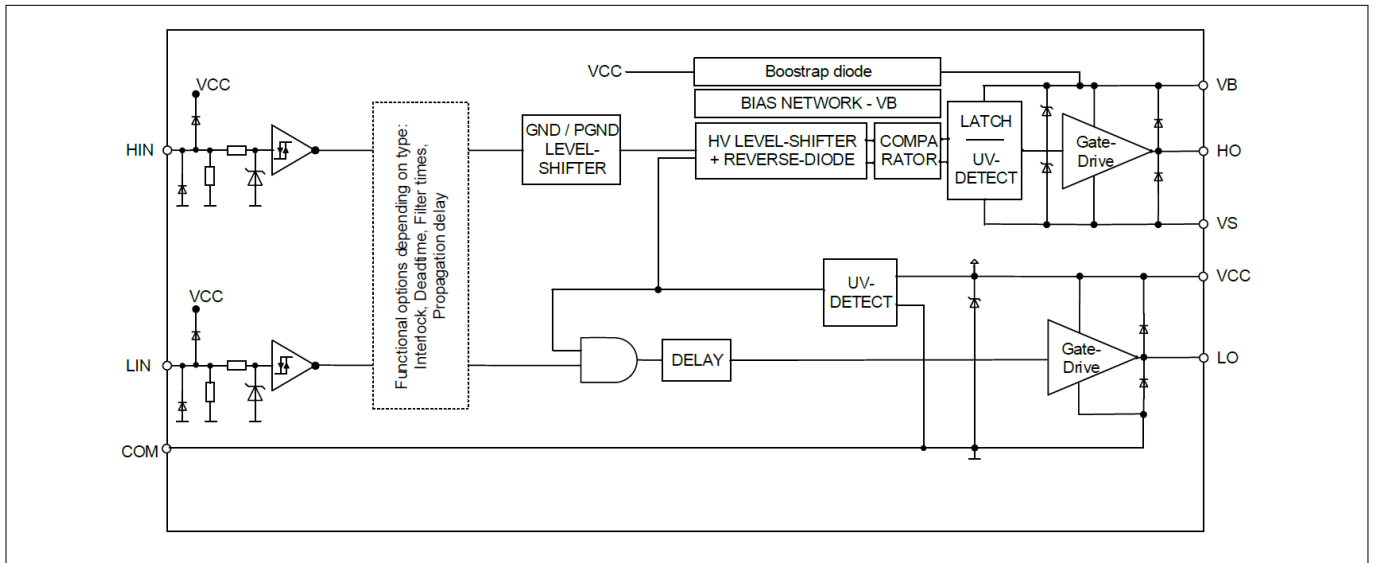 VCC
Boostrap diode
VCC
VB
BIAS NETWORK - VB
HIN
Functional options depending on type:
Interlock, Deadtime, Filter times,
Propagation delay
GND / PGND
LEVEL-
SHIFTER
HV LEVEL-SHIFTER
+ REVERSE-DIODE
COMPA
RATOR
LATCH
UV-
DETECT
Gate-
Drive
HO
VS
VCC
UV-
DETECT
VCC
LIN
DELAY
Gate-
Drive
LO
COM